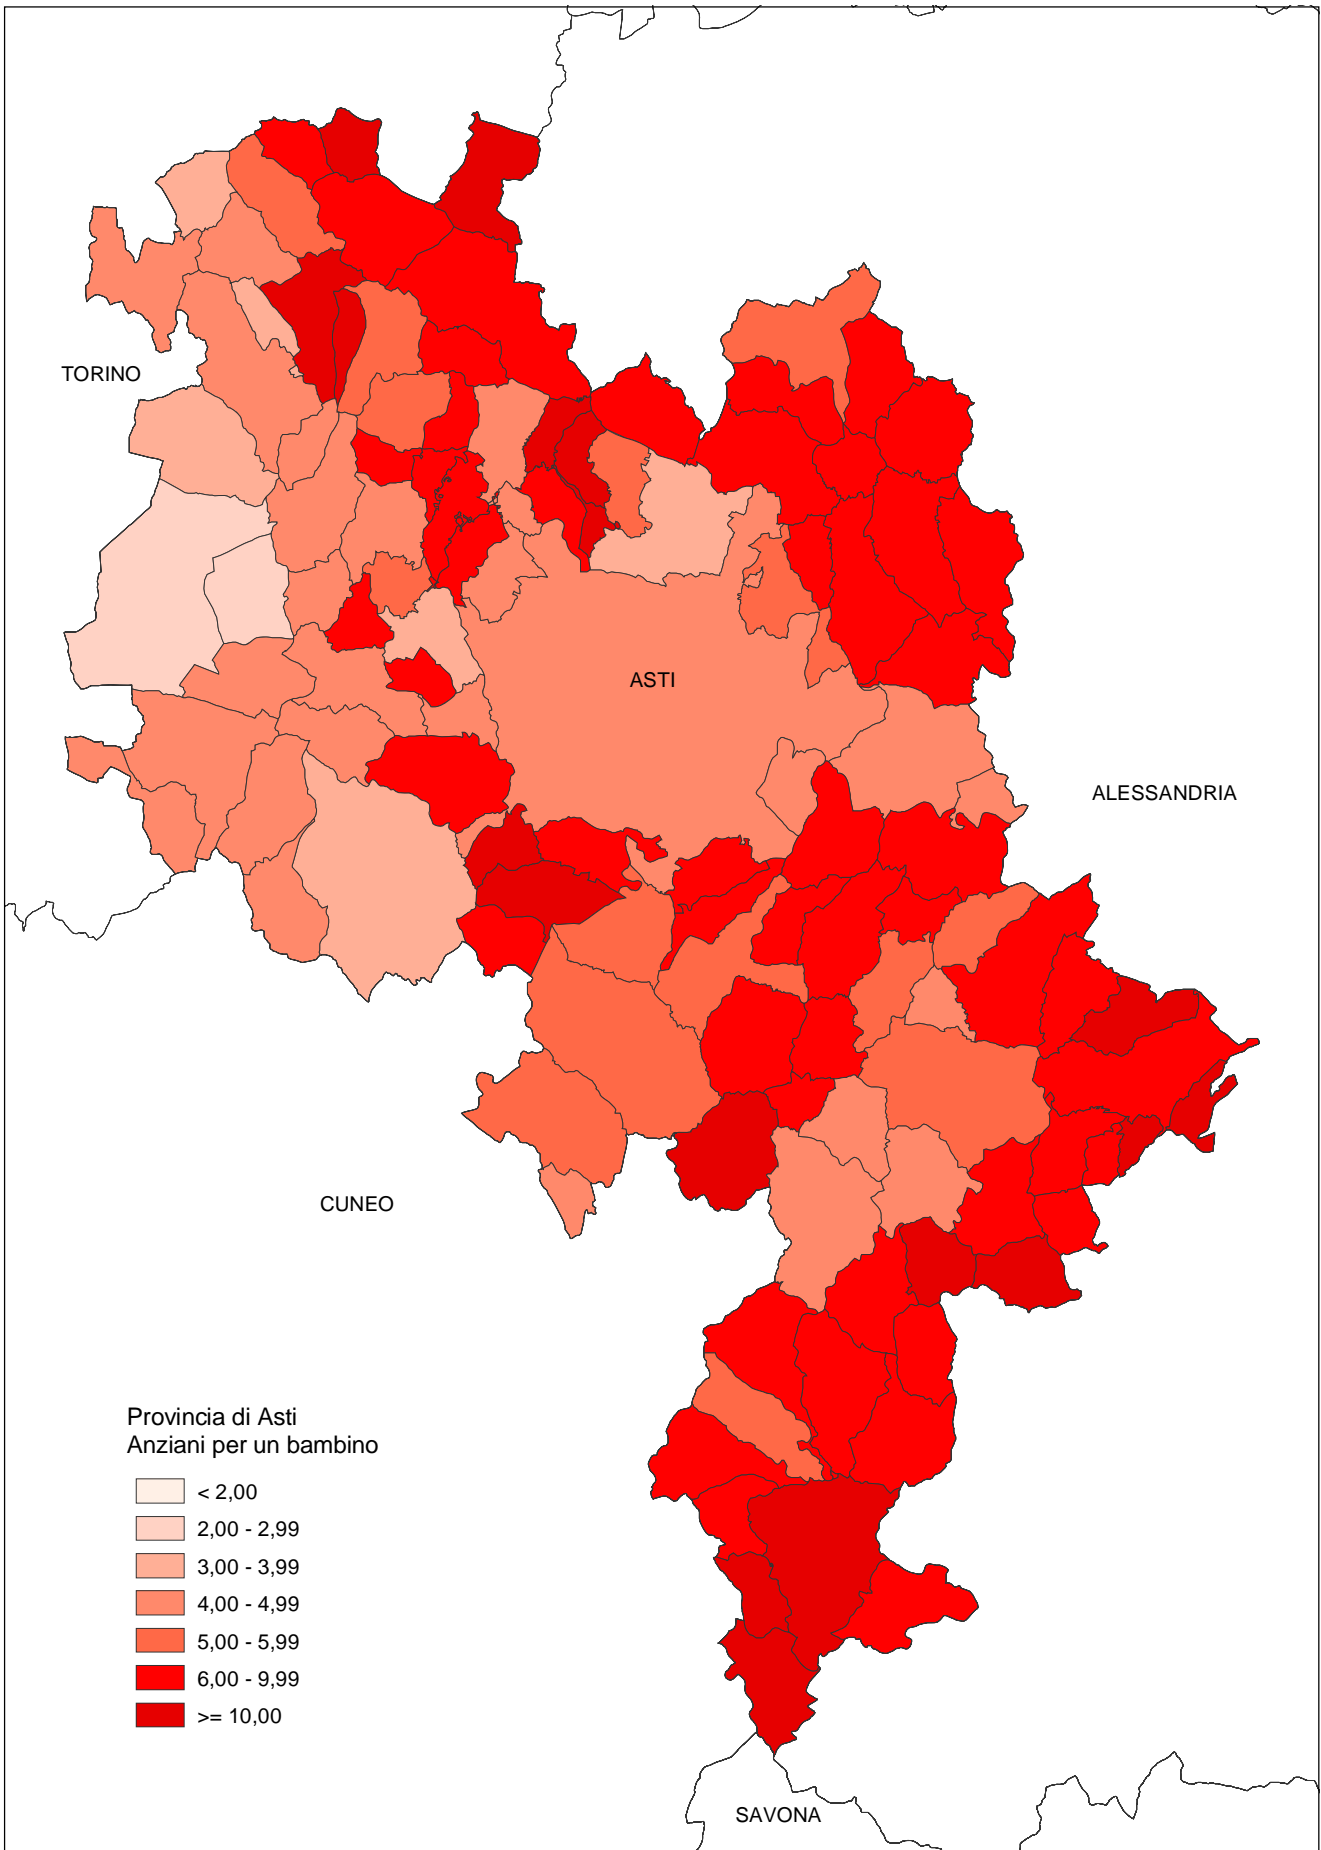 TORINO
ASTI
ALESSANDRIA
CUNEO
Provincia di Asti
Anziani per un bambino
< 2,00
2,00 - 2,99
3,00 - 3,99
4,00 - 4,99
5,00 - 5,99
6,00 - 9,99
>= 10,00
SAVONA